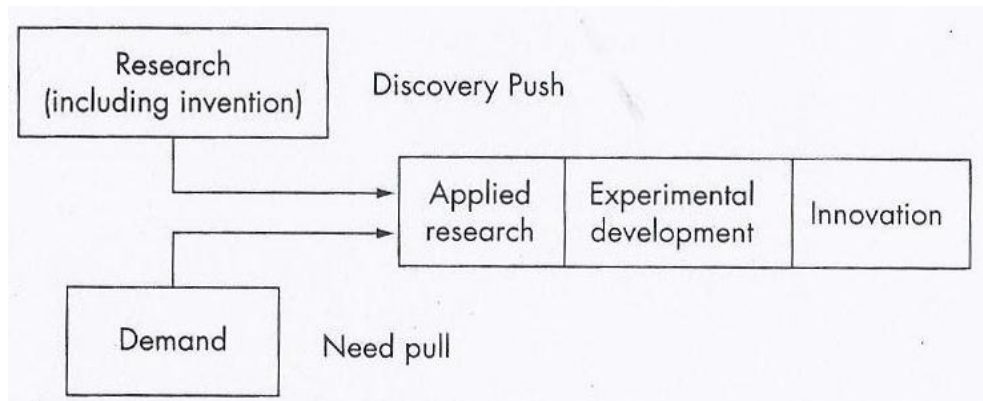 Research
(including invention)
Discovery Push
Applied
research
Experimental
development
Innovation
Demand
Need pull